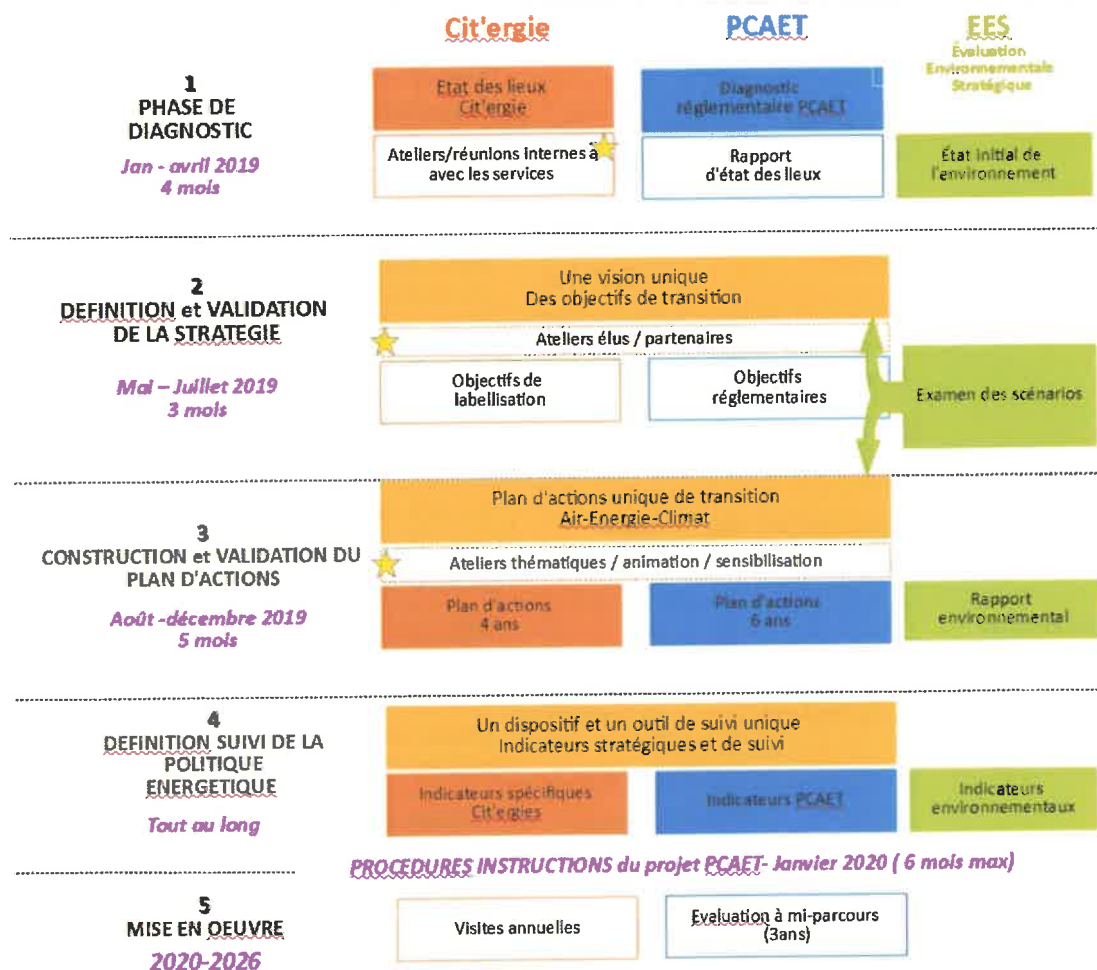 Cit'ergie
PCAET
EES
Évaluation
Environnementale
Stratégique
1
PHASE DE
DIAGNOSTIC
Jan - avril 2019
4 mois
Etat des lieux
Cit'ergie
Diagnostic
réglementaire PCAET
Ateliers/réunions internes à
avec les services
Rapport
d'état des lieux
État initial de
l'environnement
2
DEFINITION et VALIDATION
DE LA STRATEGIE
Mai – Juillet 2019
3 mois
Une vision unique
Des objectifs de transition
Ateliers élus / partenaires
Objectifs de
labellisation
Objectifs
réglementaires
Examen des scénarios
3
CONSTRUCTION et VALIDATION DU
PLAN D'ACTIONS
Août -décembre 2019
5 mois
Plan d'actions unique de transition
Air-Energie-Climat
Ateliers thématiques / animation / sensibilisation
Plan d'actions
4 ans
Plan d'actions
6 ans
Rapport
environnemental
4
DEFINITION SUIVI DE LA
POLITIQUE
ENERGETIQUE
Tout au long
Un dispositif et un outil de suivi unique
Indicateurs stratégiques et de suivi
Indicateurs spécifiques
Cit'ergies
Indicateurs PCAET
Indicateurs
environnementaux
PROCEDURES INSTRUCTIONS du projet PCAET- Janvier 2020 ( 6 mois max)
5
MISE EN OEUVRE
2020-2026
Visites annuelles
Evaluation à mi-parcours
(3ans)